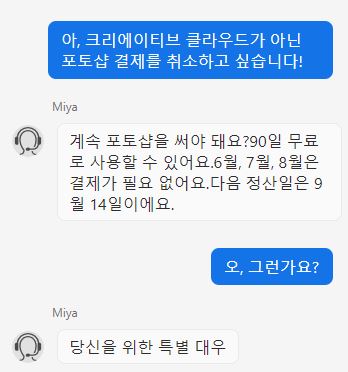 아, 크리에이티브 클라우드가 아닌
포토샵 결제를 취소하고 싶습니다!
Miya
계속 포토샵을 써야 돼요?90일 무료
로 사용할 수 있어요.6월, 7월, 8월은
결제가 필요 없어요.다음 정산일은 9
월 14일이에요.
오, 그런가요?
Miya
당신을 위한 특별 대우